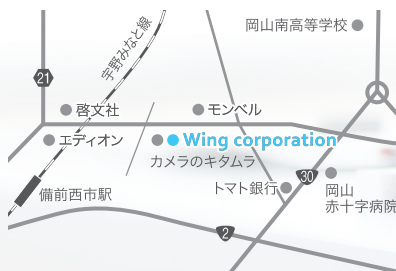 岡山南高等学校
宇野みなと線
21
啓文社
モンベル
エディオン
Wing corporation
カメラのキタムラ
30
トマト銀行
岡山
赤十字病院
備前西市駅
2